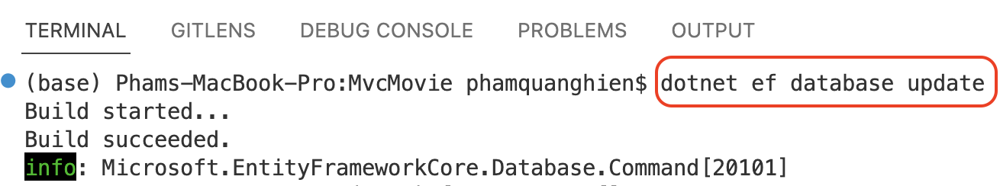 TERMINAL GITLENS DEBUG CONSOLE PROBLEMS OUTPUT
(base) Phams-MacBook-Pro:MvcMovie phamquanghien$ dotnet ef database update
Build started...
Build succeeded.
info: Microsoft.EntityFrameworkCore.Database.Command[20101]